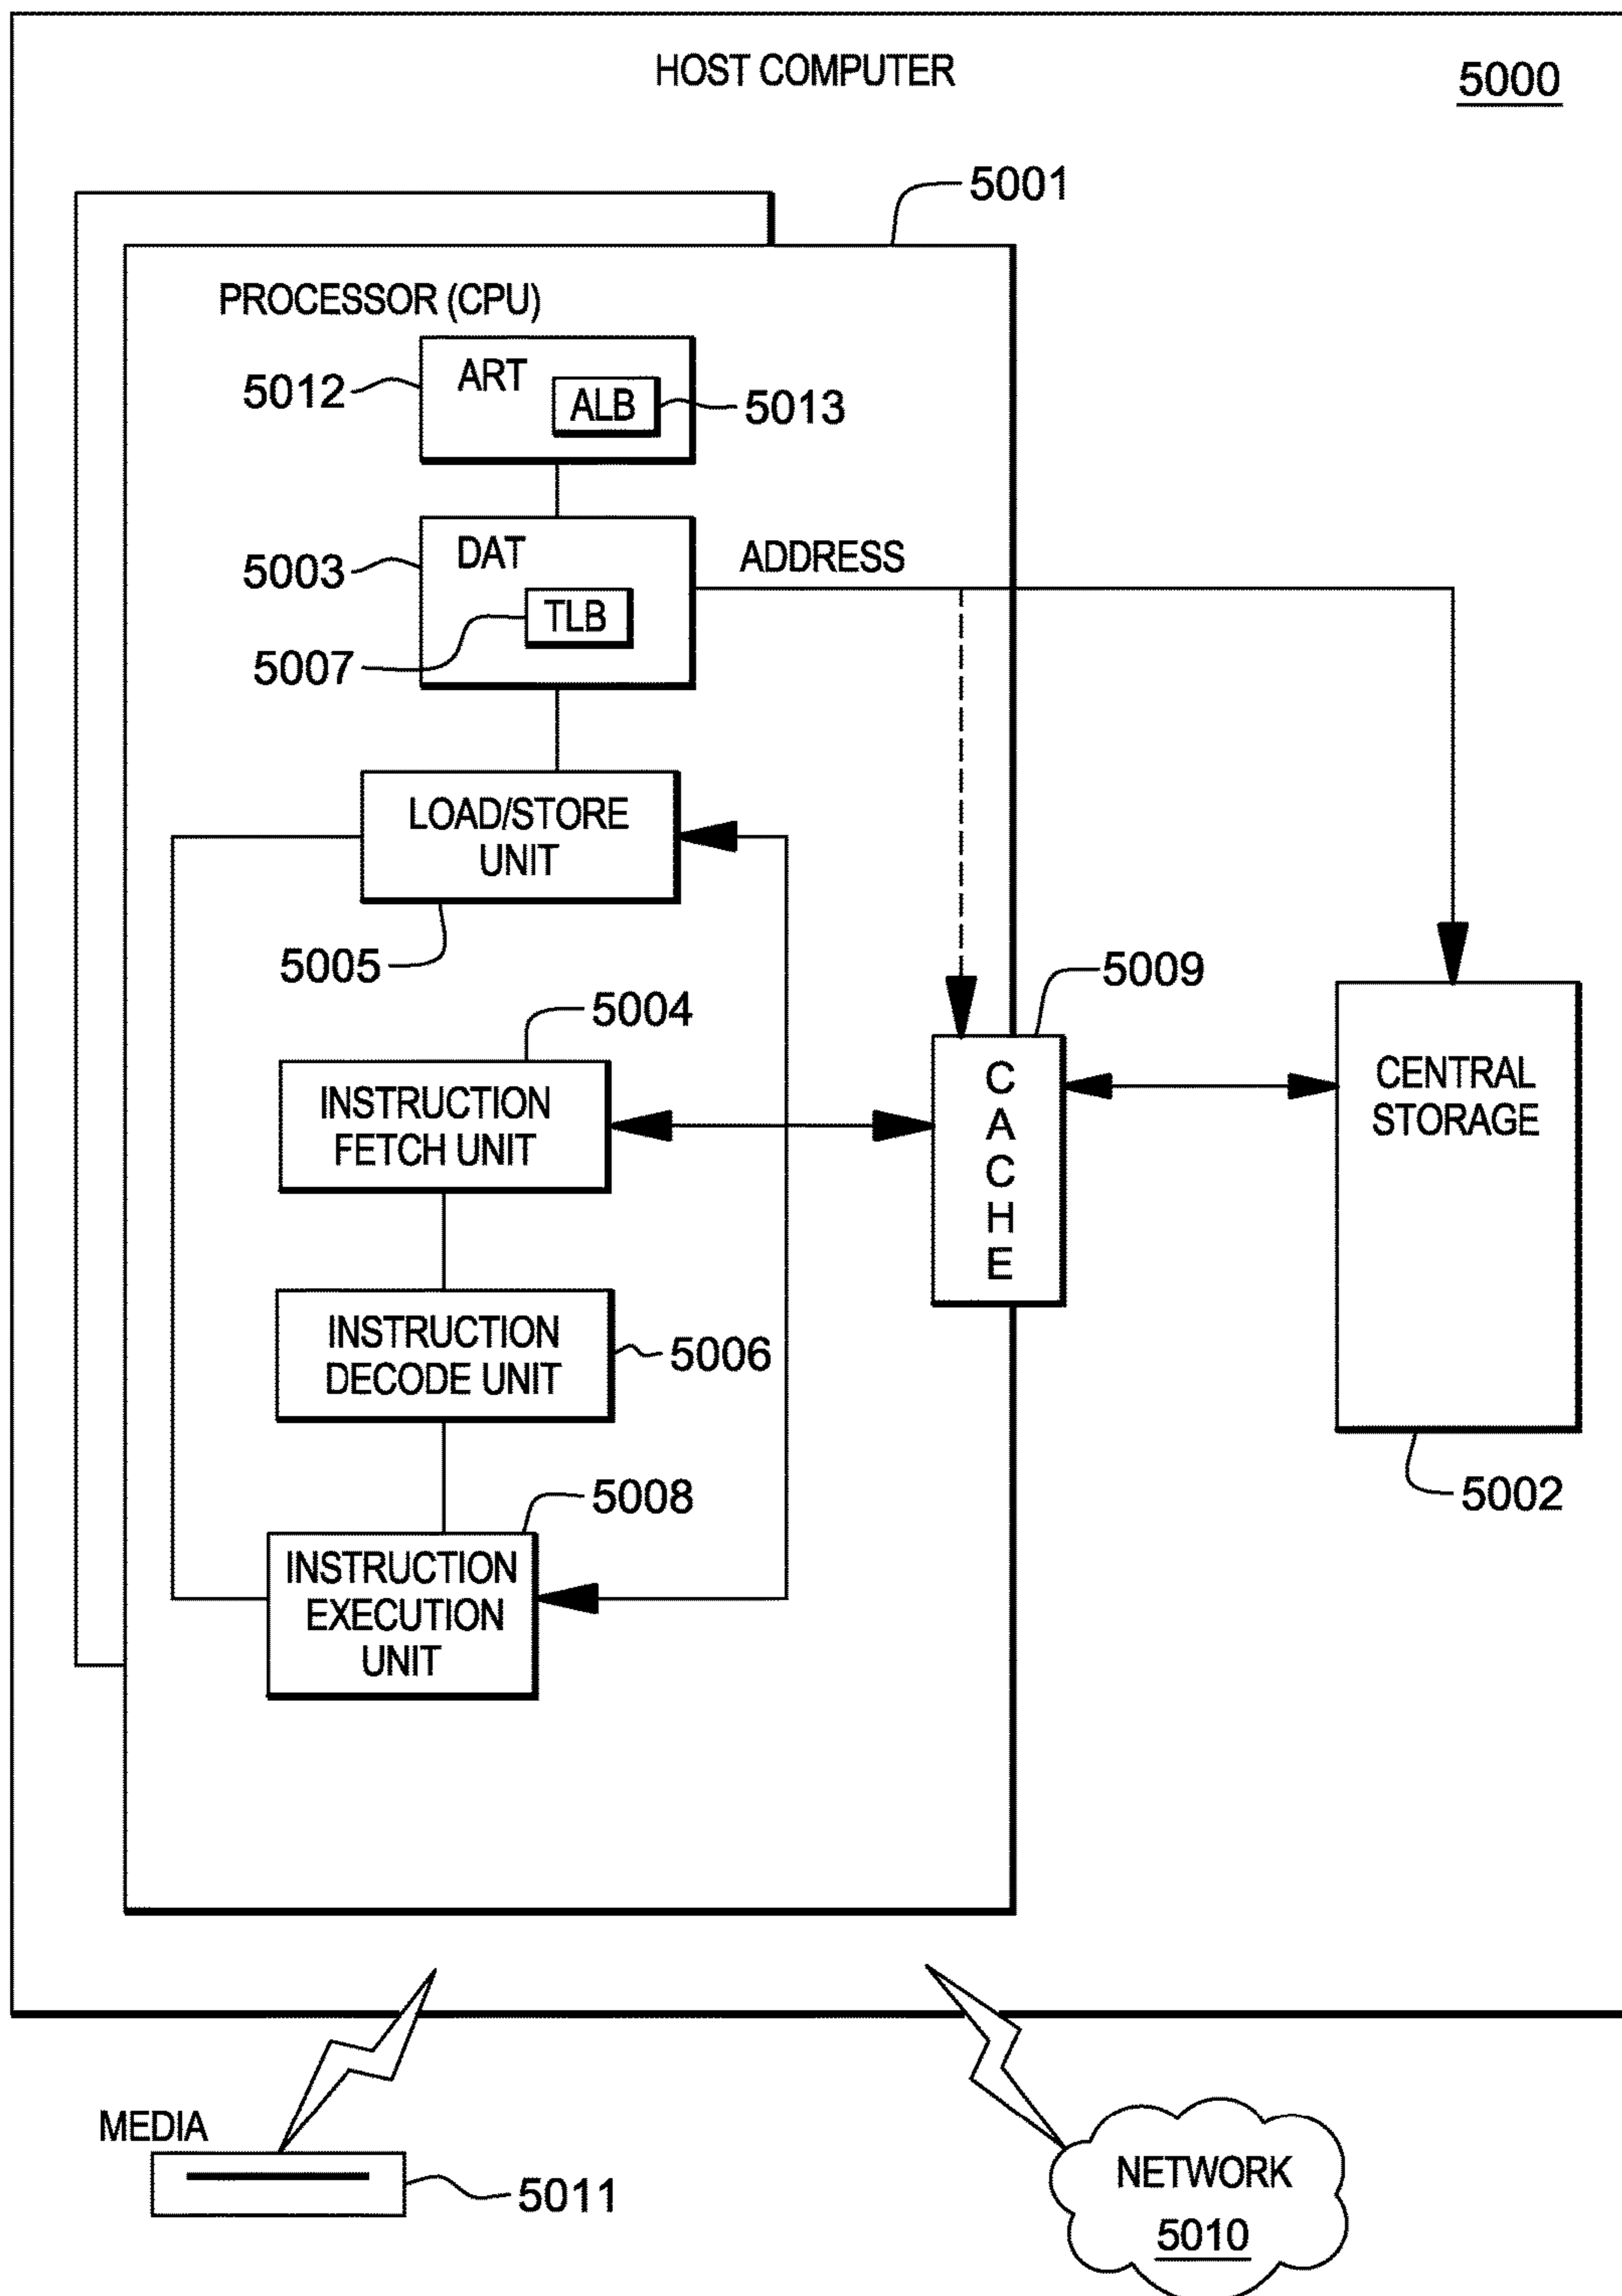 HOST COMPUTER
5000
5001
PROCESSOR (CPU)
ART
5012
ALB
5013
DAT
ADDRESS
5003
TLB
5007
LOAD/STORE
UNIT
5005
5009
5004
CACHE
CENTRAL
STORAGE
INSTRUCTION
FETCH UNIT
INSTRUCTION
DECODE UNIT
5006
5002
5008
INSTRUCTION
EXECUTION
UNIT
MEDIA
5011
NETWORK
5010